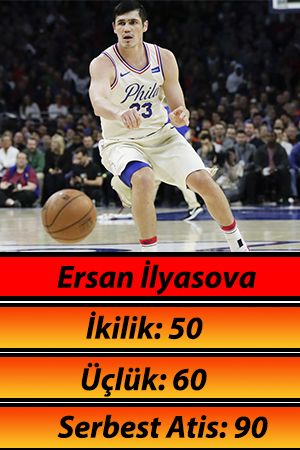 Phila
23
Ersan İlyasova
İkilik: 50
Üçlük: 60
Serbest Atis: 90